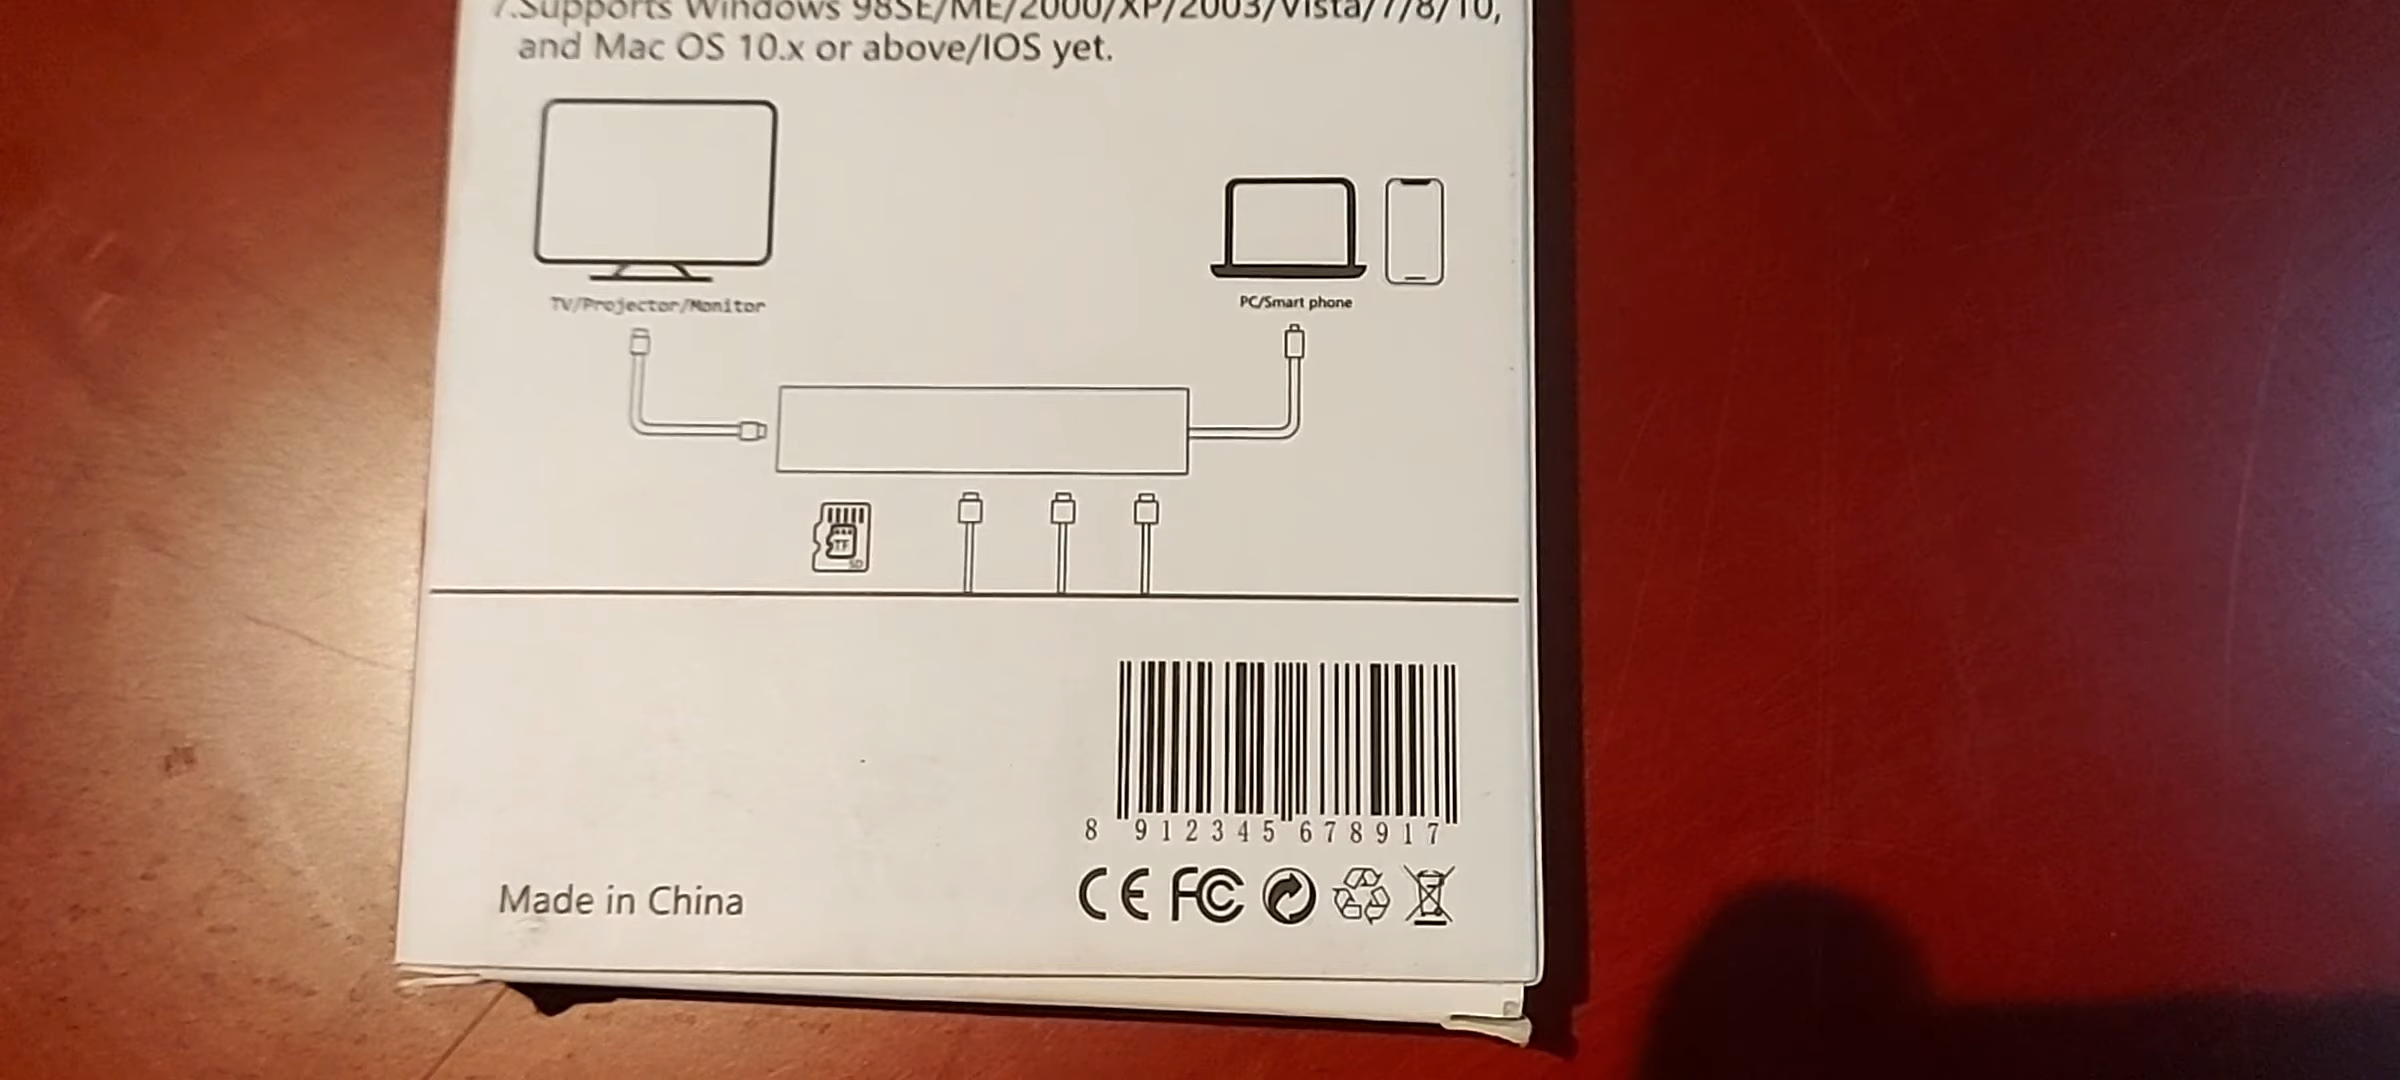 7.Supports Windows 98SE/ME/2000/XP/2003/Vista/7/8/10,
and Mac OS 10.x or above/IOS yet.
TV/Projector/Monitor
PC/Smart phone
TF
SD
8 912345 678917
Made in China
CE FC